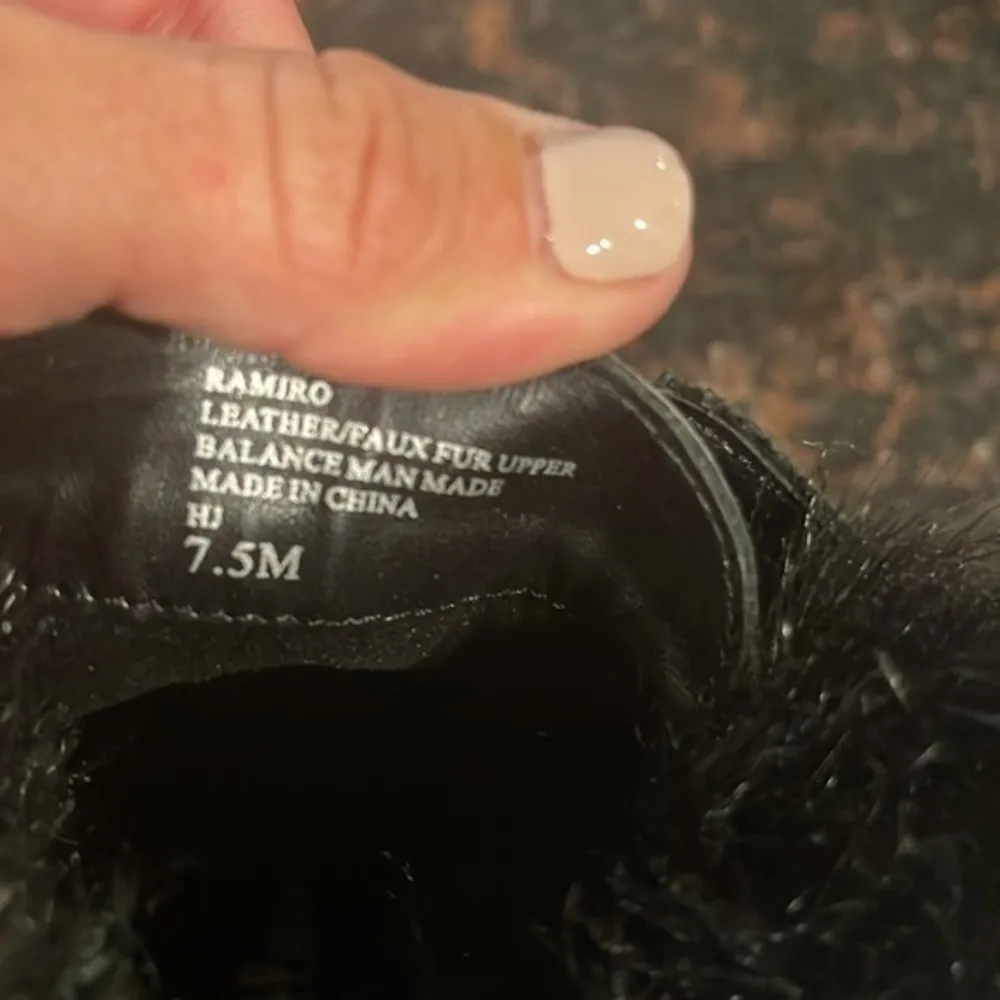 RAMIRO
LEATHER/FAUX FUR UPPER
BALANCE MAN MADE
MADE IN CHINA
HJ
7.5M